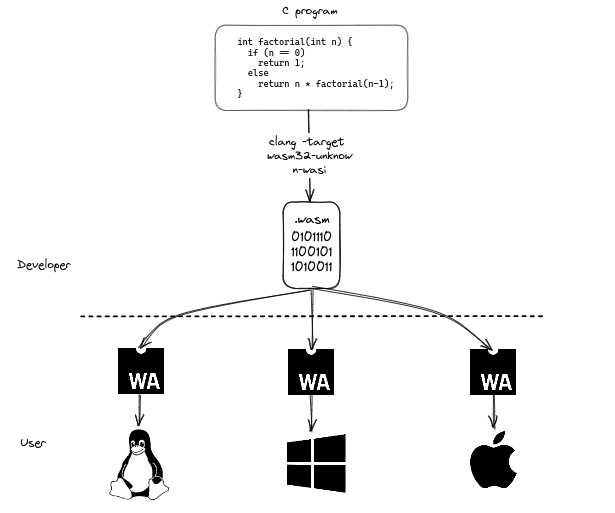 C program
int factorial(int n) {
if (n == 0)
return 1;
else
return n * factorial(n-1);
}
clang -target
wasm32-unknow
n-wasi
.wasm
0101110
1100101
1010011
Developer
WA
WA
WA
User